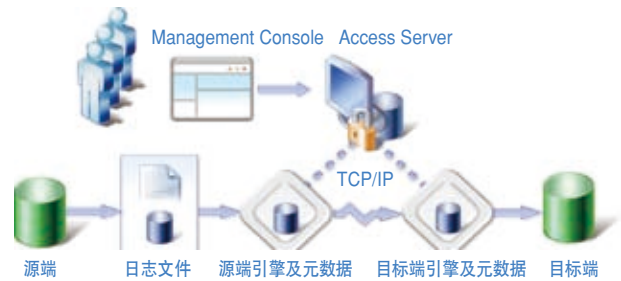 Management Console Access Server
TCP/IP
源端 日志文件 源端引擎及元数据 目标端引擎及元数据 目标端